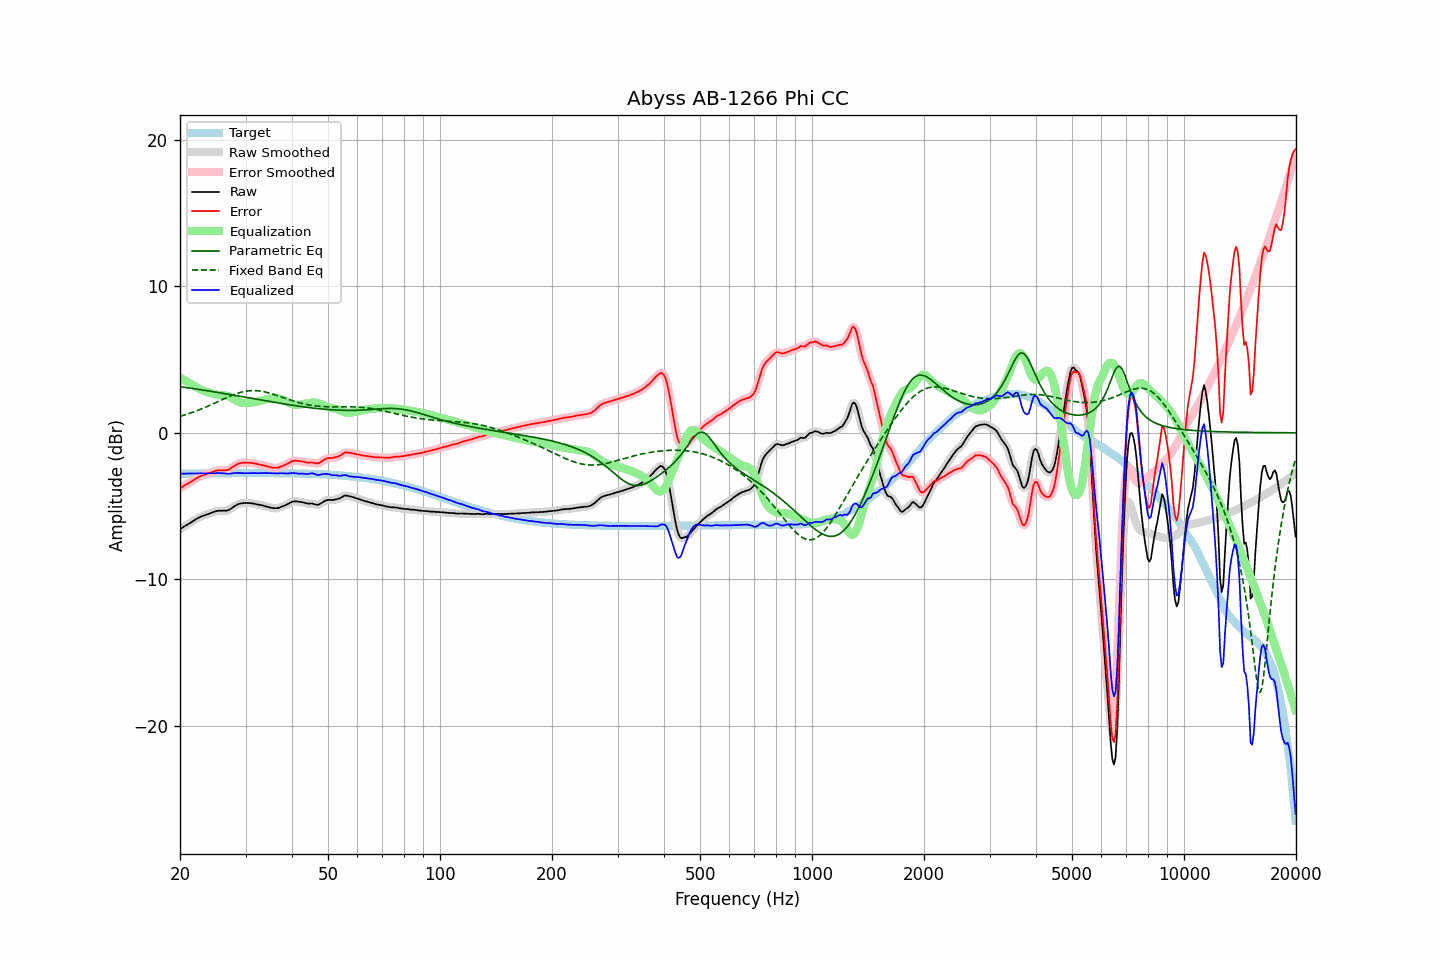 Abyss AB-1266 Phi CC
Target
Raw Smoothed
Error Smoothed
Raw
Error
Equalization
Parametric Eq
Fixed Band Eq
Equalized
20
10
0
−10
−20
Amplitude (dBr)
20 50 100 200 500 1000 2000 5000 10000 20000
Frequency (Hz)